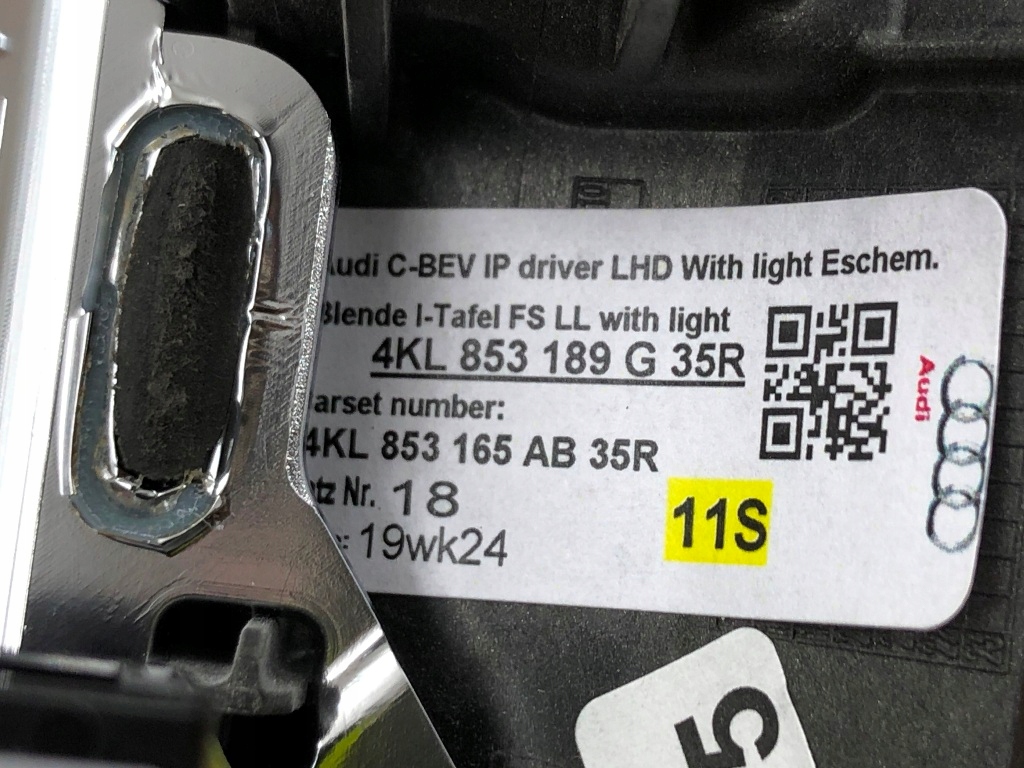 Audi C-BEV IP driver LHD With light Eschem.
Blende I-Tafel FS LL with light
4KL 853 189 G 35R
arset number:
4KL 853 165 AB 35R
tz Nr. 18
: 19wk24
11S
Audi
5